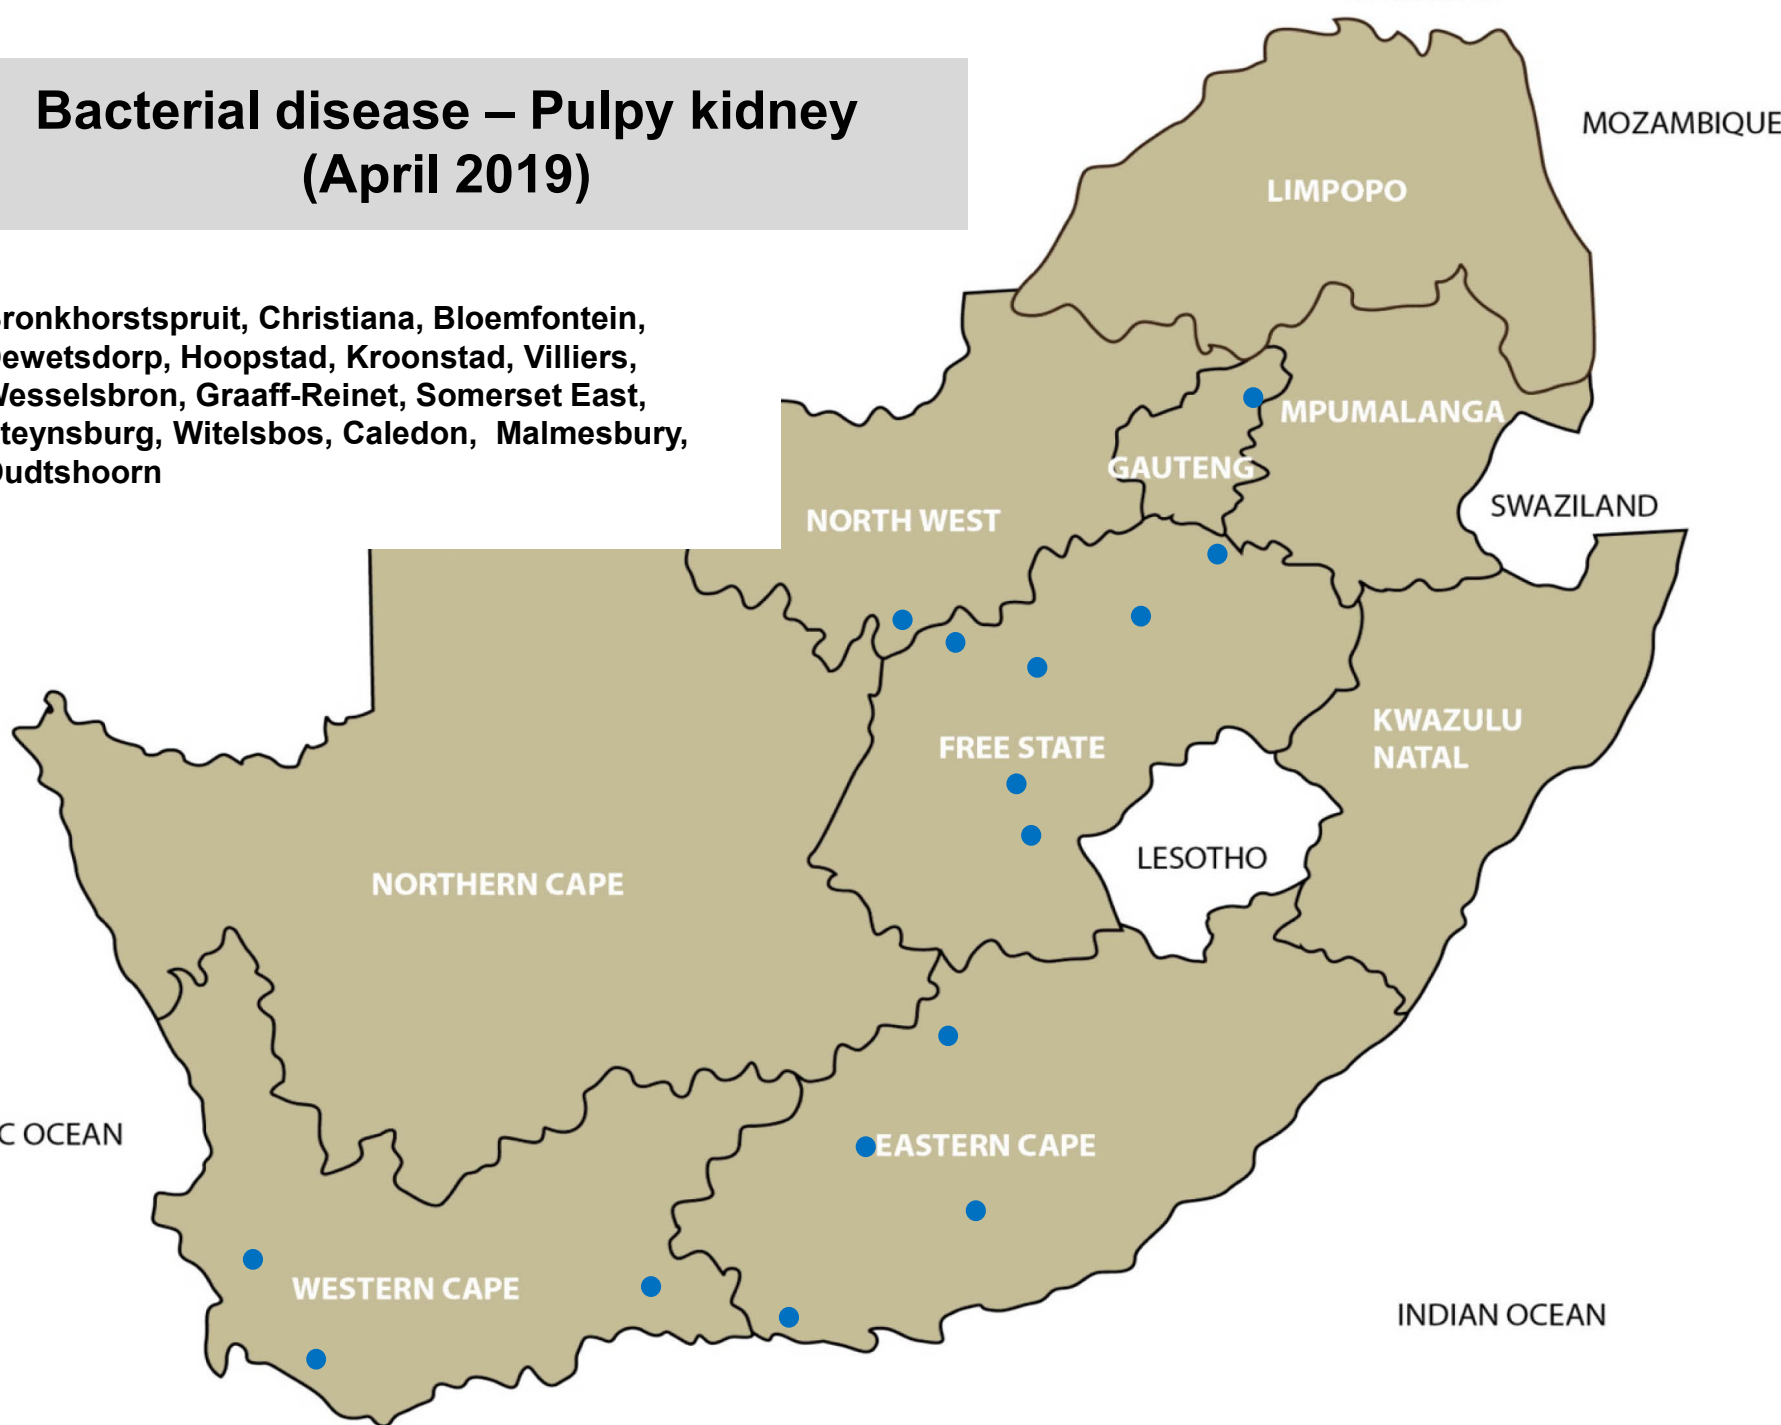 Bacterial disease – Pulpy kidney
(April 2019)
MOZAMBIQUE
LIMPOPO
ronkhorstspruit, Christiana, Bloemfontein,
ewetsdorp, Hoopstad, Kroonstad, Villiers,
Wesselsbron, Graaff-Reinet, Somerset East,
teynsburg, Witelsbos, Caledon, Malmesbury,
Oudtshoorn
MPUMALANGA
GAUTENG
SWAZILAND
NORTH WEST
KWAZULU
NATAL
FREE STATE
LESOTHO
NORTHERN CAPE
C OCEAN
EASTERN CAPE
WESTERN CAPE
INDIAN OCEAN